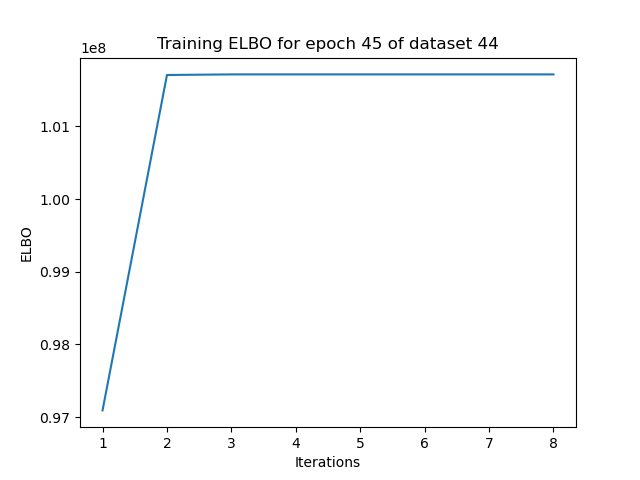 Training ELBO for epoch 45 of dataset 44
1e8
1.01
1.00
0.99
0.98
0.97
ELBO
1 2 3 4 5 6 7 8
Iterations